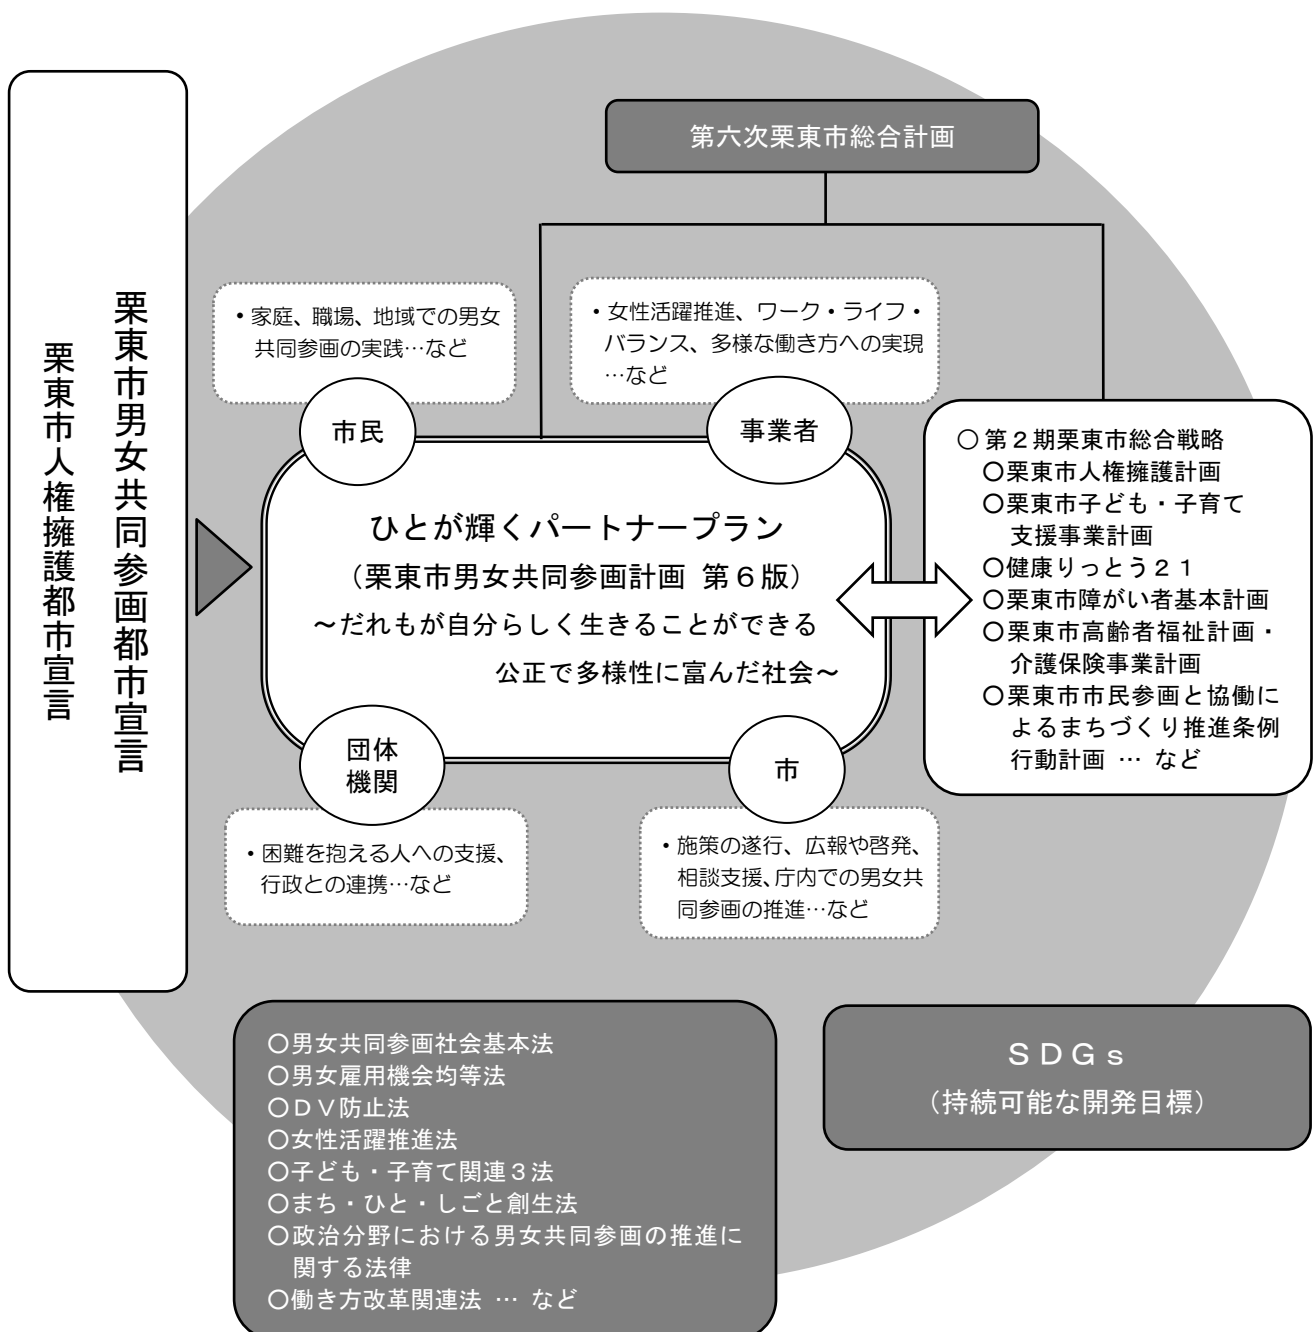 栗東市男女共同参画都市宣言
栗東市人権擁護都市宣言
第六次栗東市総合計画
・家庭、職場、地域での男女
共同参画の実践…など
・女性活躍推進、ワーク・ライフ・
バランス、多様な働き方への実現
…など
市民
事業者
ひとが輝くパートナープラン
（栗東市男女共同参画計画 第６版）
～だれもが自分らしく生きることができる
公正で多様性に富んだ社会～
団体
機関
市
・困難を抱える人への支援、
行政との連携…など
・施策の遂行、広報や啓発、
相談支援、庁内での男女共
同参画の推進…など
○第２期栗東市総合戦略
○栗東市人権擁護計画
○栗東市子ども・子育て
支援事業計画
○健康りっとう２１
○栗東市障がい者基本計画
○栗東市高齢者福祉計画・
介護保険事業計画
○栗東市市民参画と協働に
よるまちづくり推進条例
行動計画 … など
○男女共同参画社会基本法
○男女雇用機会均等法
○ＤＶ防止法
○女性活躍推進法
○子ども・子育て関連３法
○まち・ひと・しごと創生法
○政治分野における男女共同参画の推進に
関する法律
○働き方改革関連法 … など
ＳＤＧｓ
（持続可能な開発目標）